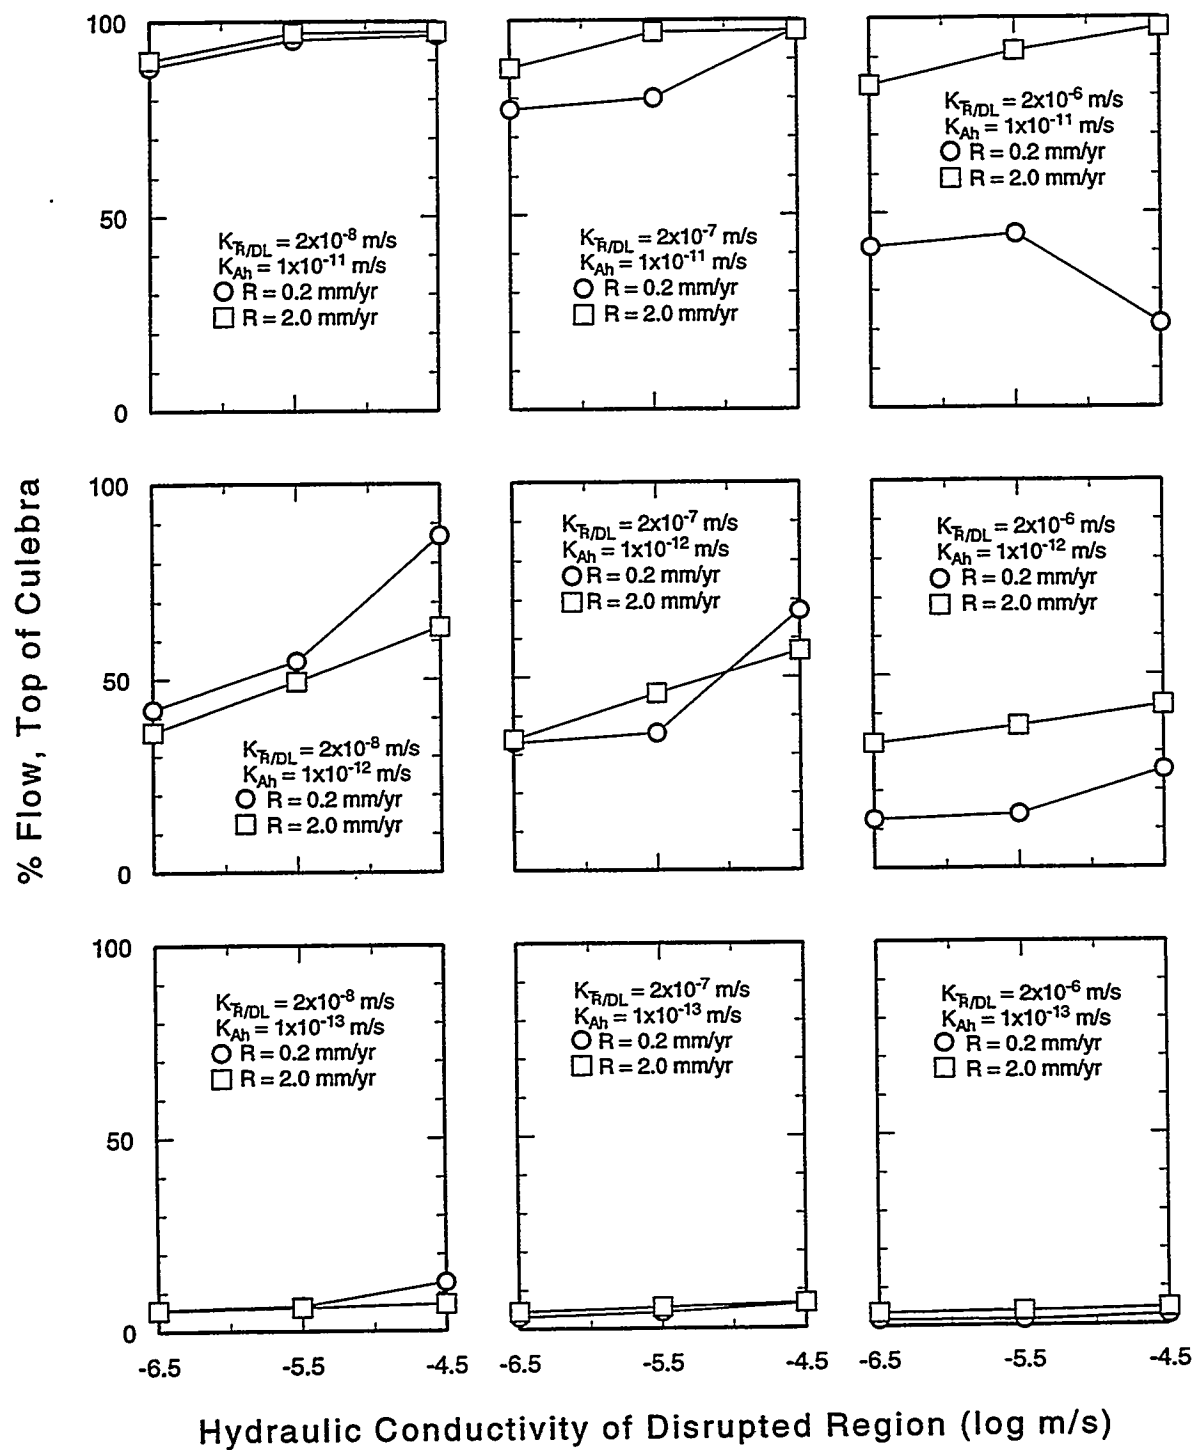 100
50
0
K_TR/DL = 2x10^-8 m/s
K_Ah = 1x10^-11 m/s
R = 0.2 mm/yr
R = 2.0 mm/yr
K_TR/DL = 2x10^-7 m/s
K_Ah = 1x10^-11 m/s
R = 0.2 mm/yr
R = 2.0 mm/yr
K_TR/DL = 2x10^-6 m/s
K_Ah = 1x10^-11 m/s
R = 0.2 mm/yr
R = 2.0 mm/yr
% Flow, Top of Culebra
100
50
0
K_TR/DL = 2x10^-8 m/s
K_Ah = 1x10^-12 m/s
R = 0.2 mm/yr
R = 2.0 mm/yr
K_TR/DL = 2x10^-7 m/s
K_Ah = 1x10^-12 m/s
R = 0.2 mm/yr
R = 2.0 mm/yr
K_TR/DL = 2x10^-6 m/s
K_Ah = 1x10^-12 m/s
R = 0.2 mm/yr
R = 2.0 mm/yr
100
50
0
K_TR/DL = 2x10^-8 m/s
K_Ah = 1x10^-13 m/s
R = 0.2 mm/yr
R = 2.0 mm/yr
K_TR/DL = 2x10^-7 m/s
K_Ah = 1x10^-13 m/s
R = 0.2 mm/yr
R = 2.0 mm/yr
K_TR/DL = 2x10^-6 m/s
K_Ah = 1x10^-13 m/s
R = 0.2 mm/yr
R = 2.0 mm/yr
-6.5 -5.5 -4.5 -6.5 -5.5 -4.5 -6.5 -5.5 -4.5
Hydraulic Conductivity of Disrupted Region (log m/s)